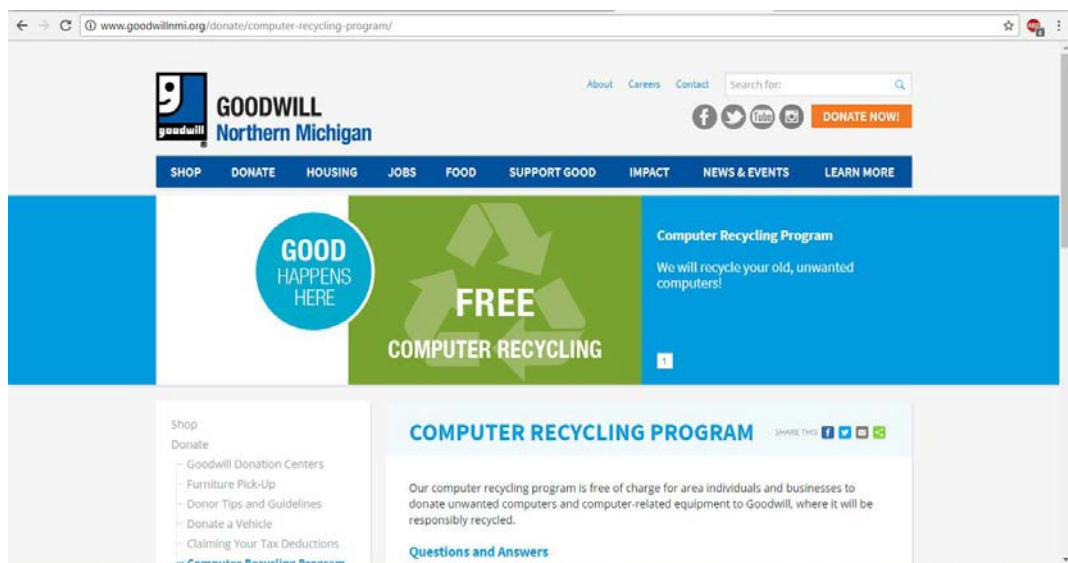 www.goodwillnmi.org/donate/computer-recycling-program/
About Careers Contact Search for:
goodwill
GOODWILL
Northern Michigan
You Tube
DONATE NOW!
SHOP DONATE HOUSING JOBS FOOD SUPPORT GOOD IMPACT NEWS & EVENTS LEARN MORE
GOOD
HAPPENS
HERE
FREE
COMPUTER RECYCLING
Computer Recycling Program
We will recycle your old, unwanted
computers!
1
Shop
Donate
Goodwill Donation Centers
Furniture Pick-Up
Donor Tips and Guidelines
Donate a Vehicle
Claiming Your Tax Deductions
Computer Recycling Program
COMPUTER RECYCLING PROGRAM SHARE THIS
Our computer recycling program is free of charge for area individuals and businesses to
donate unwanted computers and computer-related equipment to Goodwill, where it will be
responsibly recycled.
Questions and Answers